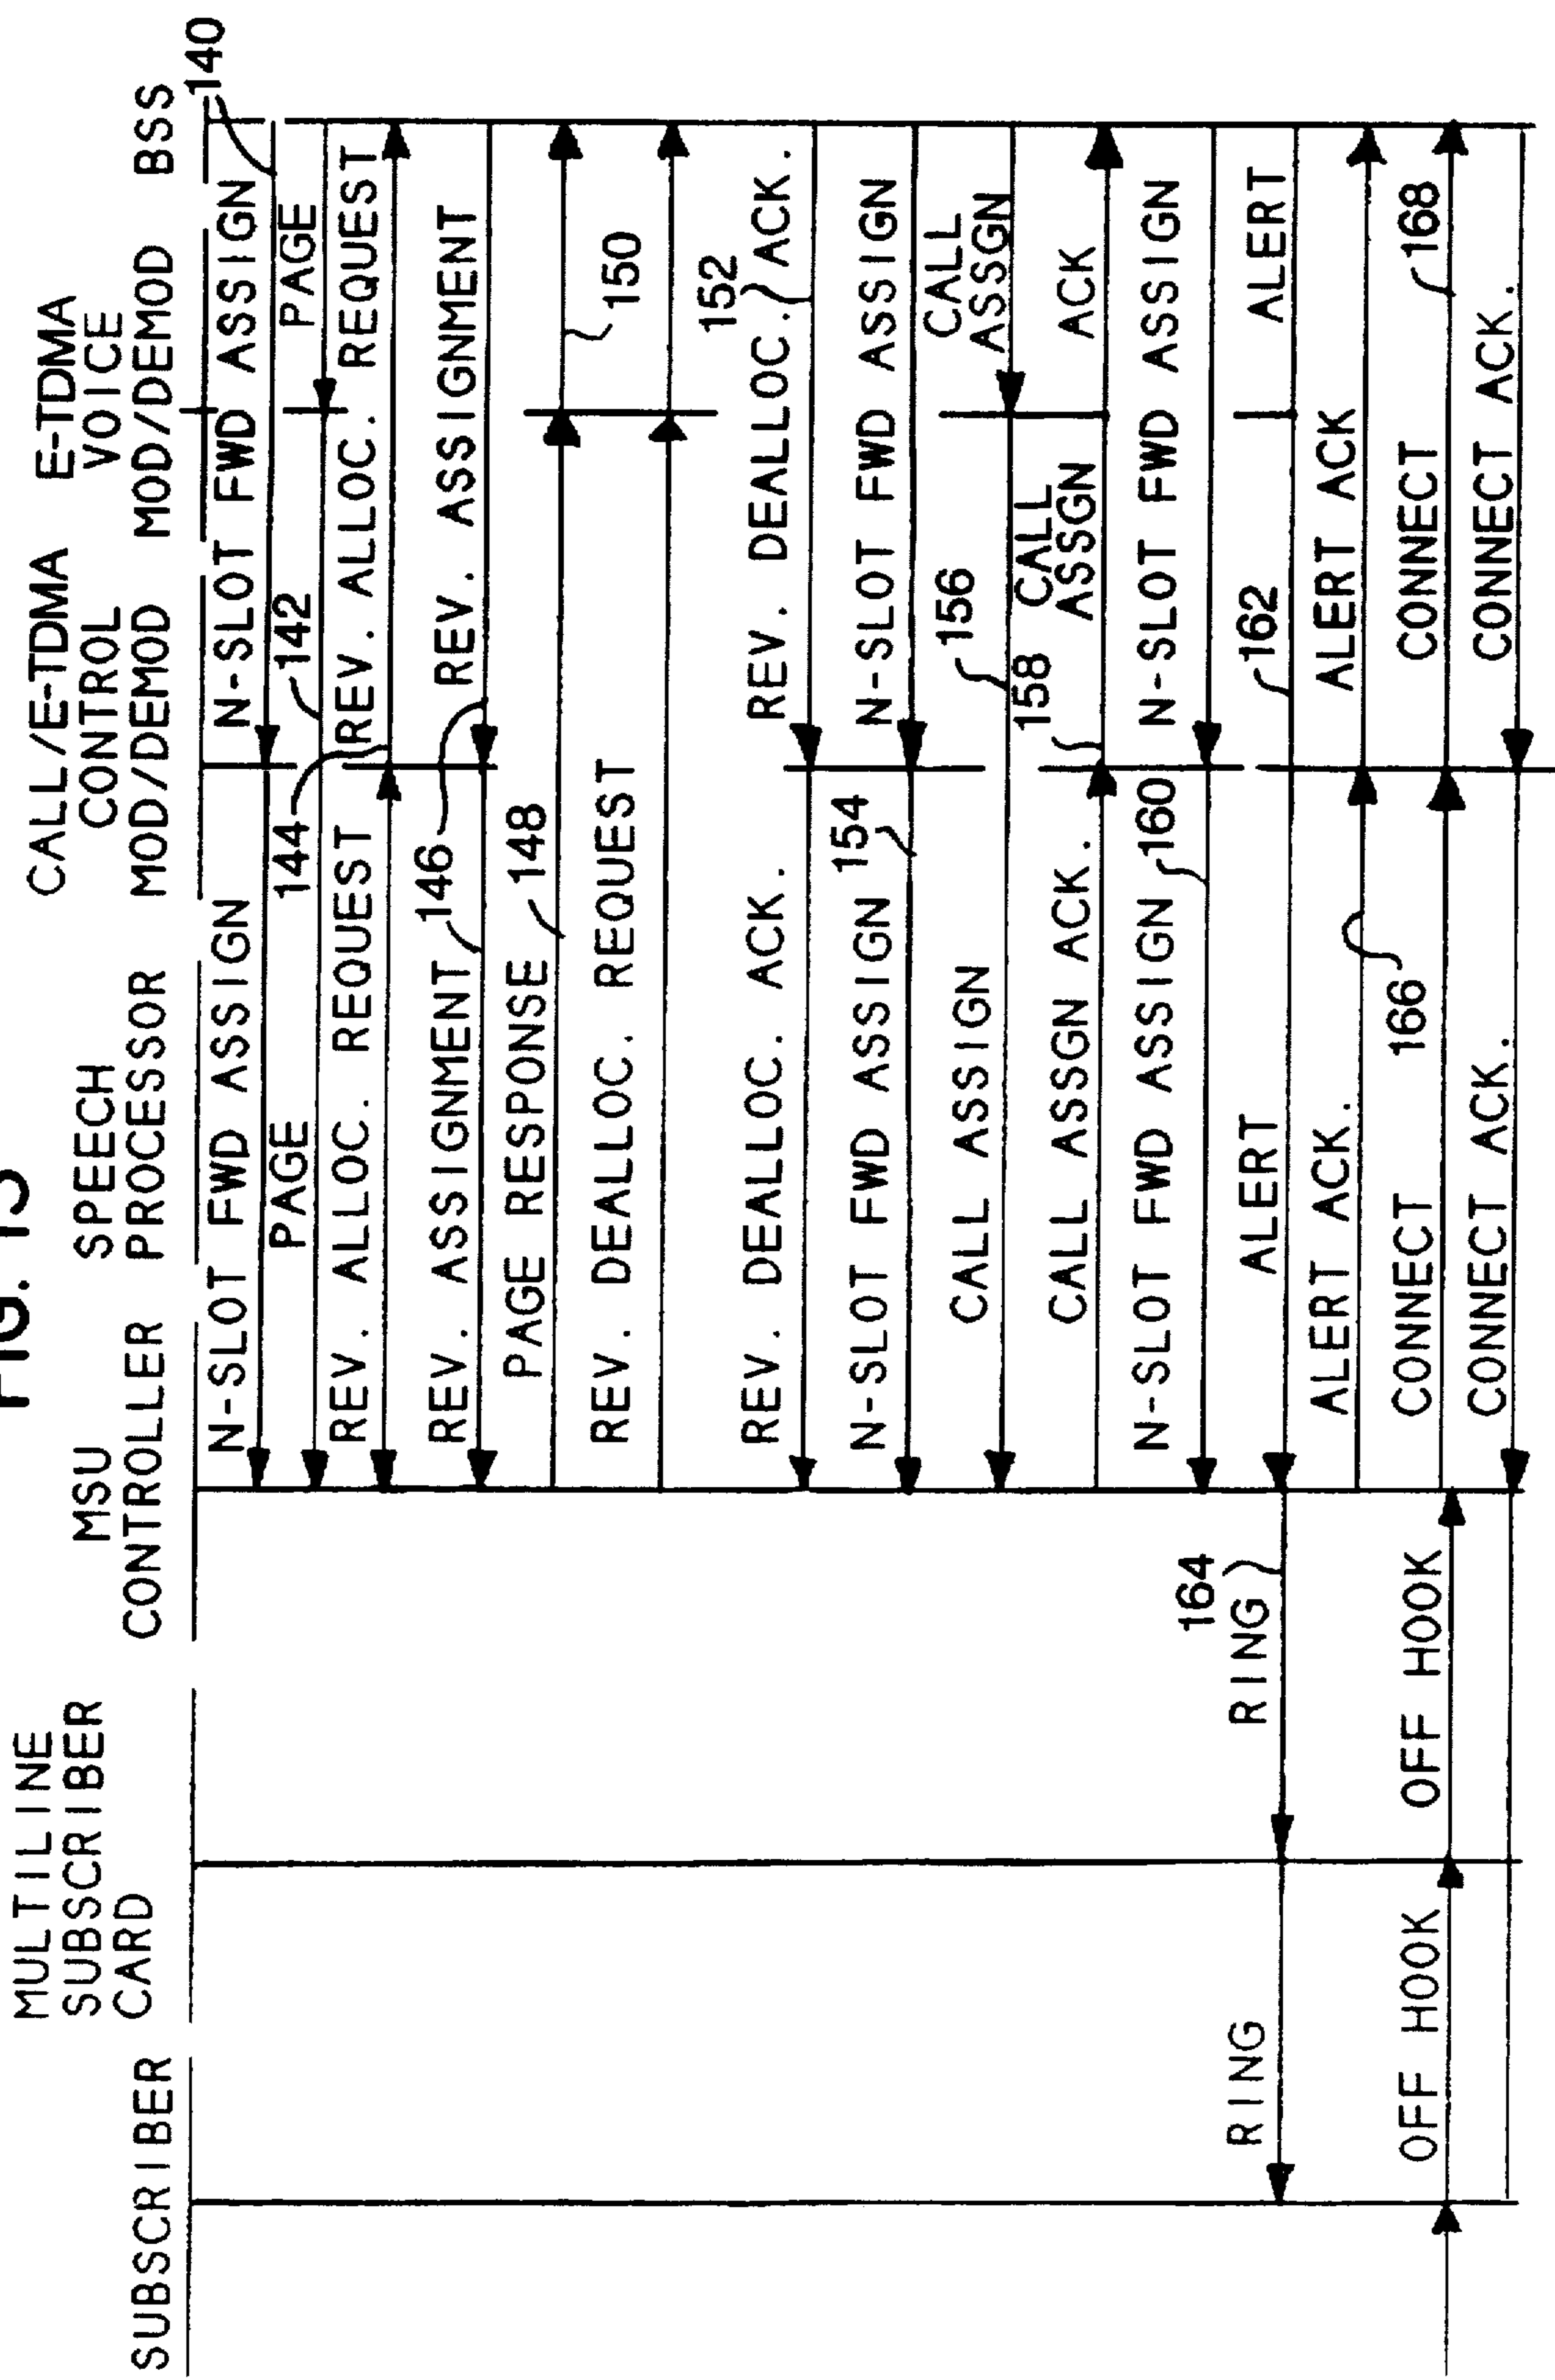 FIG. 13
SUBSCRIBER
MULTILINE
SUBSCRIBER
CARD
MSU
CONTROLLER
SPEECH
PROCESSOR
CALL/E-TDMA
CONTROL
MOD/DEMOD
E-TDMA
VOICE
MOD/DEMOD
BSS
140
N-SLOT FWD ASSIGN
N-SLOT FWD ASSIGN
PAGE
142
PAGE
144
REV. ALLOC. REQUEST
REV. ALLOC. REQUEST
REV. ASSIGNMENT
146
REV. ASSIGNMENT
PAGE RESPONSE
148
150
REV. DEALLOC. REQUEST
152
REV. DEALLOC. ACK.
REV. DEALLOC. ACK.
N-SLOT FWD ASSIGN
154
N-SLOT FWD ASSIGN
CALL ASSIGN
156
CALL
ASSGN
CALL ASSGN ACK.
158
CALL
ASSGN
ACK
N-SLOT FWD ASSIGN
160
N-SLOT FWD ASSIGN
RING
RING
164
ALERT
162
ALERT
ALERT ACK.
166
ALERT ACK
OFF HOOK
OFF HOOK
CONNECT
CONNECT
168
CONNECT ACK.
CONNECT ACK.